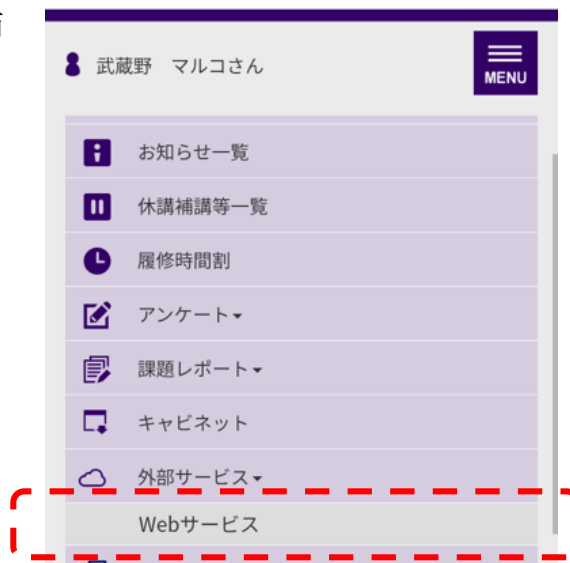 武蔵野　マルコさん
MENU
お知らせ一覧
休講補講等一覧
履修時間割
アンケート▾
課題レポート▾
キャビネット
外部サービス▾
Webサービス